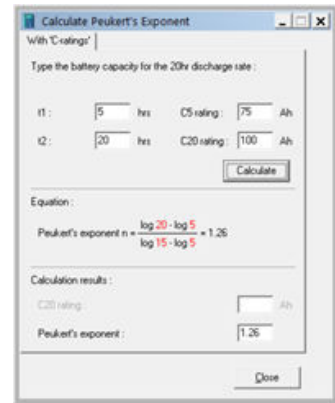 Calculate Peukert's Exponent
With 'C-ratings'
Type the battery capacity for the 20hr discharge rate :
t1 : 5 hrs C5 rating : 75 Ah
t2 : 20 hrs C20 rating : 100 Ah
Calculate
Equation :
Peukert's exponent n = log 20 - log 5 / log 15 - log 5 = 1.26
Calculation results :
C20 rating : Ah
Peukert's exponent : 1.26
Close